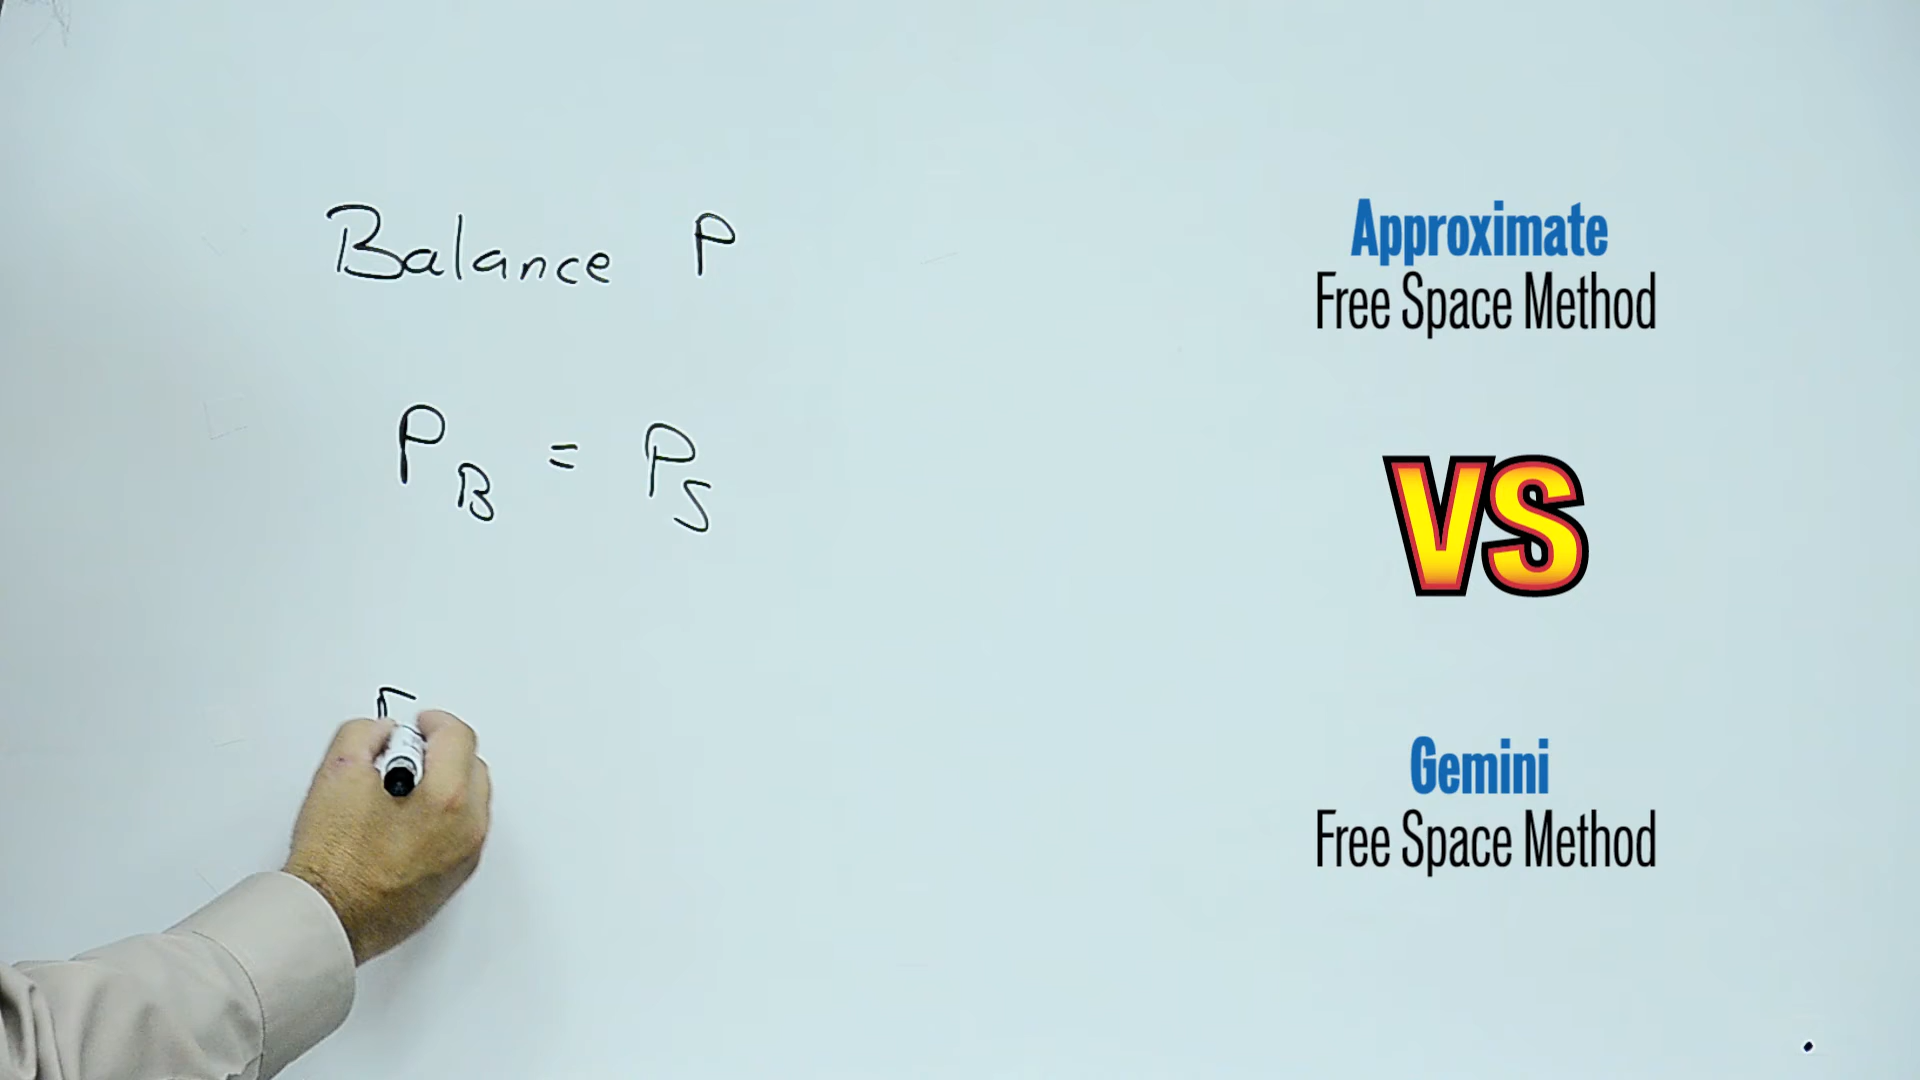 Balance P
P_B = P_S
Approximate
Free Space Method
VS
Gemini
Free Space Method